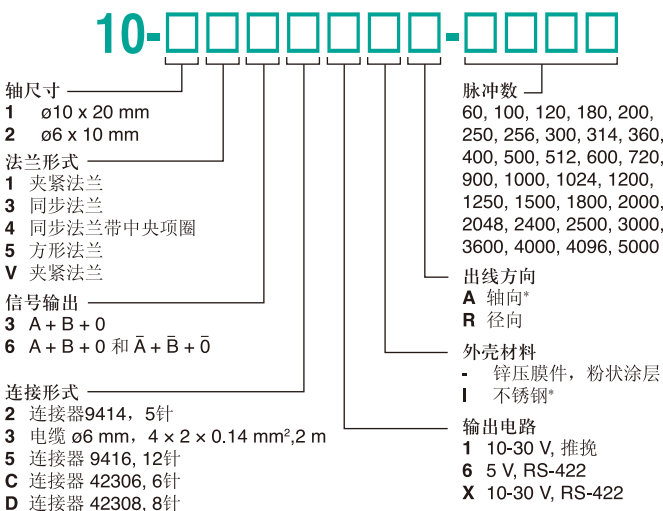 10-□□□□□□□-□□□□
轴尺寸
1 ø10 x 20 mm
2 ø6 x 10 mm
法兰形式
1 夹紧法兰
3 同步法兰
4 同步法兰带中央项圈
5 方形法兰
V 夹紧法兰
信号输出
3 A + B + 0
6 A + B + 0 和 A̅ + B̅ + 0̅
连接形式
2 连接器9414，5针
3 电缆 ø6 mm，4 × 2 × 0.14 mm²,2 m
5 连接器 9416, 12针
C 连接器 42306, 6针
D 连接器 42308, 8针
脉冲数
60, 100, 120, 180, 200,
250, 256, 300, 314, 360,
400, 500, 512, 600, 720,
900, 1000, 1024, 1200,
1250, 1500, 1800, 2000,
2048, 2400, 2500, 3000,
3600, 4000, 4096, 5000
出线方向
A 轴向*
R 径向
外壳材料
- 锌压膜件，粉状涂层
I 不锈钢*
输出电路
1 10-30 V, 推挽
6 5 V, RS-422
X 10-30 V, RS-422